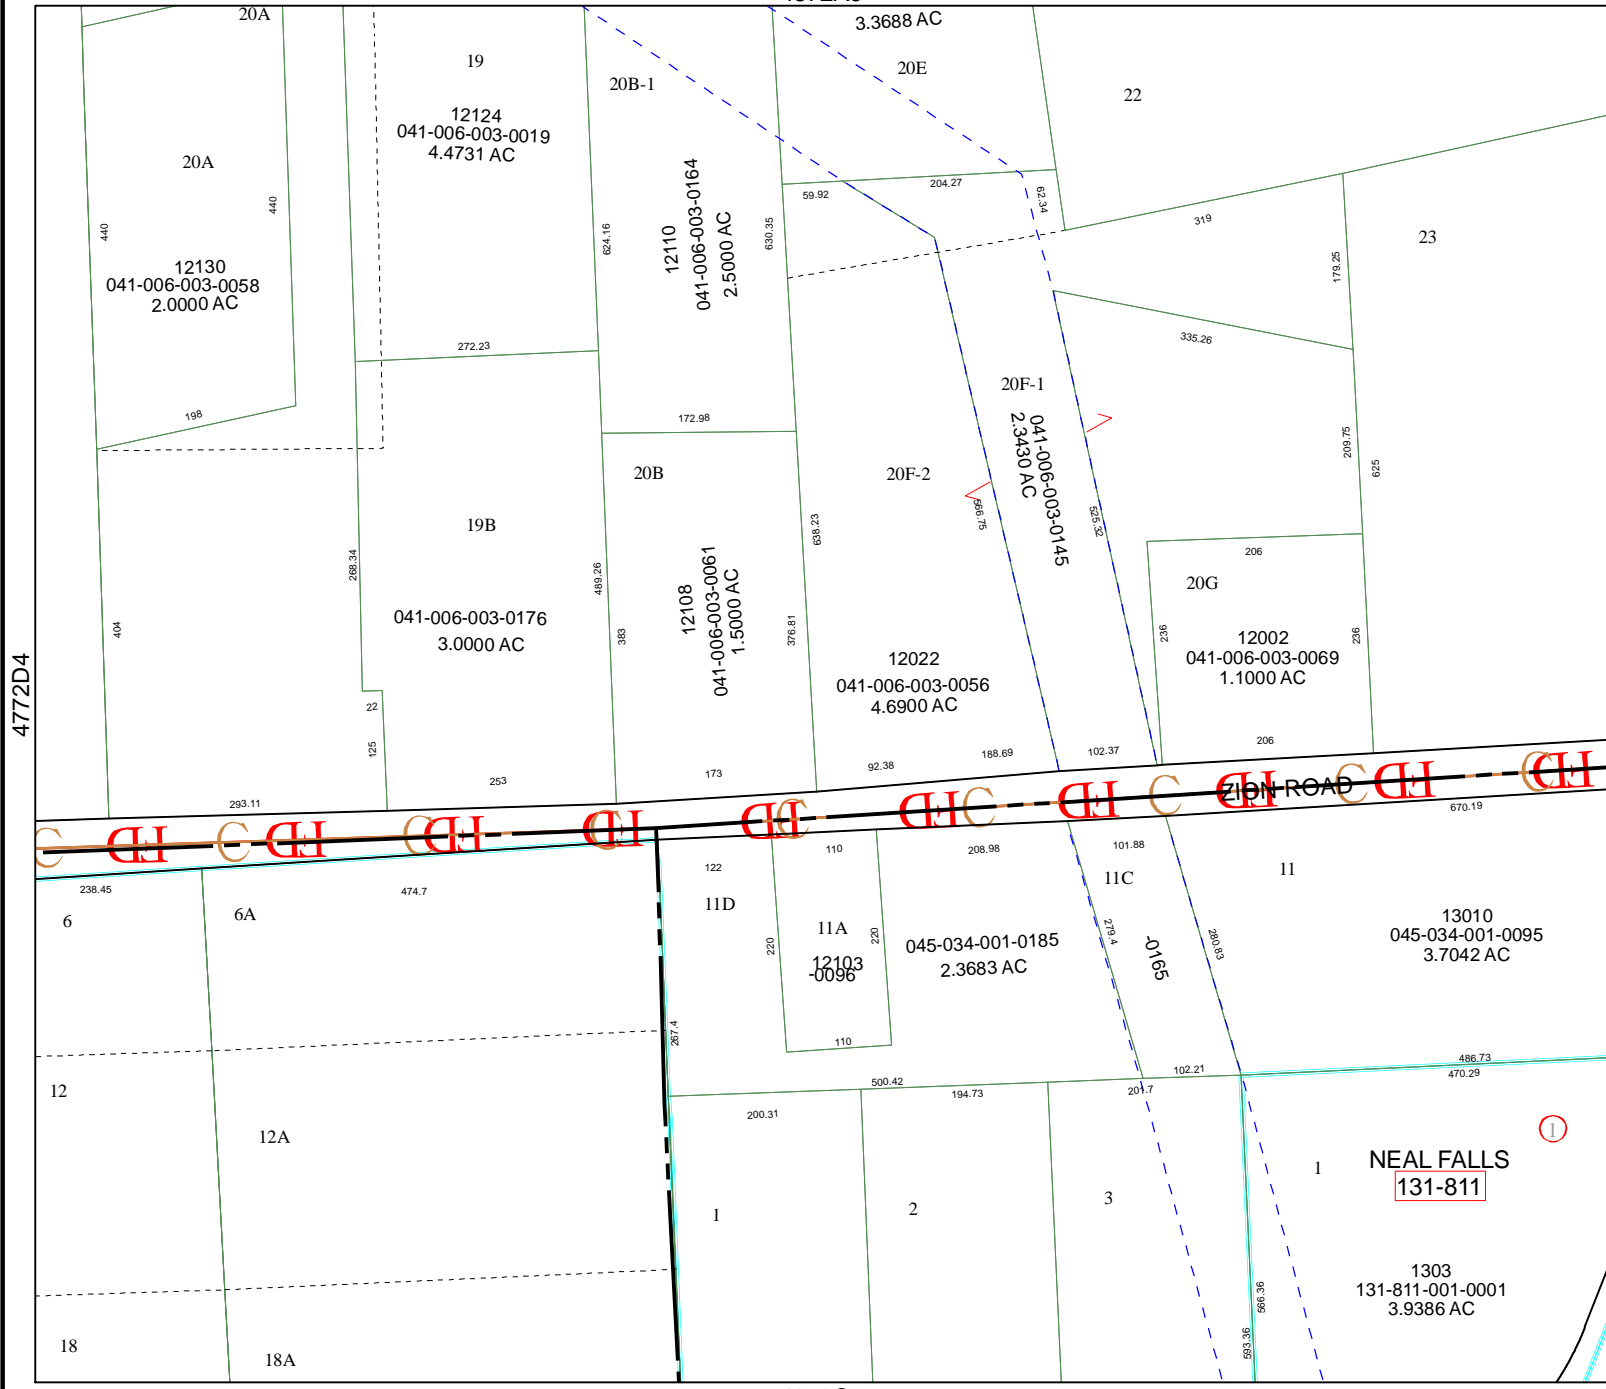 3.3688 AC
20A
19
20B-1
20E
22
12124
041-006-003-0019
4.4731 AC
20A
440
440
12130
041-006-003-0058
2.0000 AC
624.16
12110
041-006-003-0164
2.5000 AC
630.35
59.92
204.27
62.34
319
23
179.25
272.23
335.26
198
172.98
20F-1
041-006-003-0145
2.3430 AC
20B
20F-2
209.75
625
19B
566.75
525.32
638.23
268.34
489.26
206
20G
041-006-003-0176
3.0000 AC
404
383
12108
041-006-003-0061
1.5000 AC
376.81
236
236
12002
041-006-003-0069
1.1000 AC
12022
041-006-003-0056
4.6900 AC
4772D4
22
125
253
173
92.38
188.69
102.37
206
293.11
ZION ROAD
670.19
C C C C C C C C C
238.45
474.7
122
110
208.98
101.88
6
6A
11D
11A
11C
11
220
220
12103
-0096
045-034-001-0185
2.3683 AC
279.4
-0165
280.83
13010
045-034-001-0095
3.7042 AC
267.4
110
500.42
102.21
486.73
470.29
12
200.31
194.73
201.7
12A
1
NEAL FALLS
131-811
1
1
2
3
1303
131-811-001-0001
3.9386 AC
566.36
593.36
18
18A